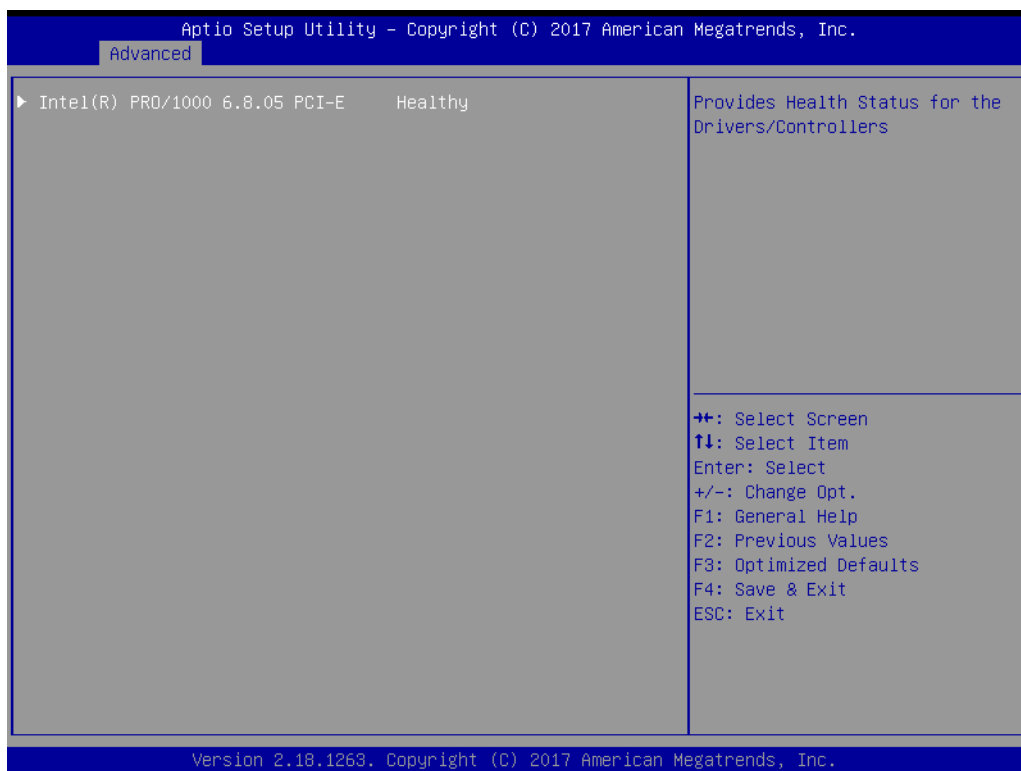 Aptio Setup Utility – Copyright (C) 2017 American Megatrends, Inc.
Advanced
▶ Intel(R) PRO/1000 6.8.05 PCI-E Healthy
Provides Health Status for the
Drivers/Controllers
→←: Select Screen
↑↓: Select Item
Enter: Select
+/-: Change Opt.
F1: General Help
F2: Previous Values
F3: Optimized Defaults
F4: Save & Exit
ESC: Exit
Version 2.18.1263. Copyright (C) 2017 American Megatrends, Inc.